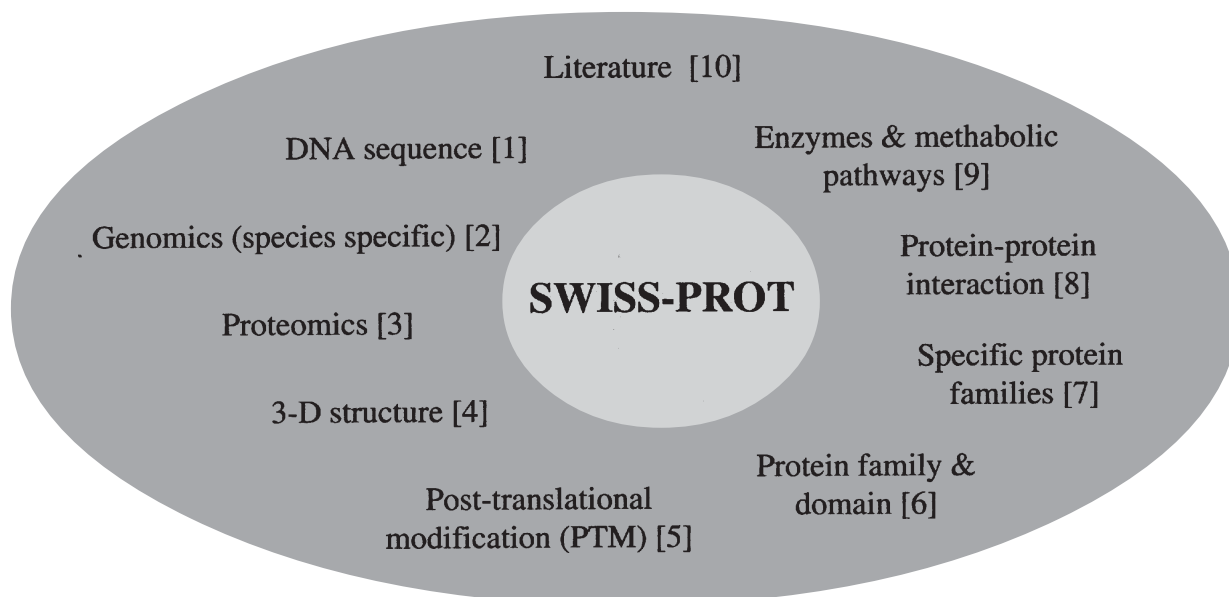 Literature [10]
DNA sequence [1]
Enzymes & methabolic
pathways [9]
Genomics (species specific) [2]
Protein-protein
interaction [8]
SWISS-PROT
Proteomics [3]
Specific protein
families [7]
3-D structure [4]
Protein family &
domain [6]
Post-translational
modification (PTM) [5]